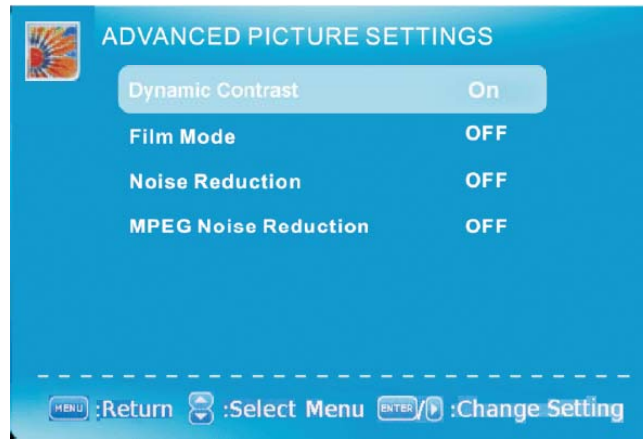 ADVANCED PICTURE SETTINGS
Dynamic Contrast On
Film Mode OFF
Noise Reduction OFF
MPEG Noise Reduction OFF
MENU :Return :Select Menu ENTER / :Change Setting